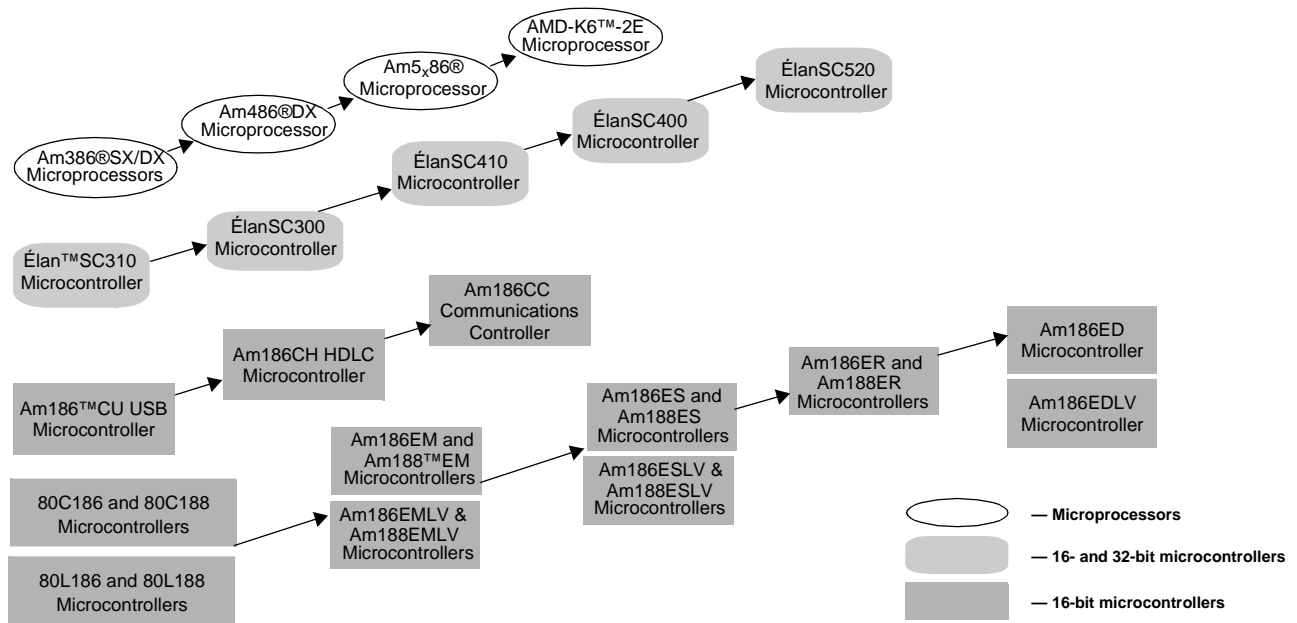 AMD-K6™-2E
Microprocessor
Am5x86®
Microprocessor
Am486®DX
Microprocessor
Am386®SX/DX
Microprocessors
ÉlanSC520
Microcontroller
ÉlanSC400
Microcontroller
ÉlanSC410
Microcontroller
ÉlanSC300
Microcontroller
Élan™SC310
Microcontroller
Am186CC
Communications
Controller
Am186CH HDLC
Microcontroller
Am186™CU USB
Microcontroller
Am186ED
Microcontroller
Am186EDLV
Microcontroller
Am186ER and
Am188ER
Microcontrollers
Am186ES and
Am188ES
Microcontrollers
Am186ESLV &
Am188ESLV
Microcontrollers
Am186EM and
Am188™EM
Microcontrollers
Am186EMLV &
Am188EMLV
Microcontrollers
80C186 and 80C188
Microcontrollers
80L186 and 80L188
Microcontrollers
— Microprocessors
— 16- and 32-bit microcontrollers
— 16-bit microcontrollers